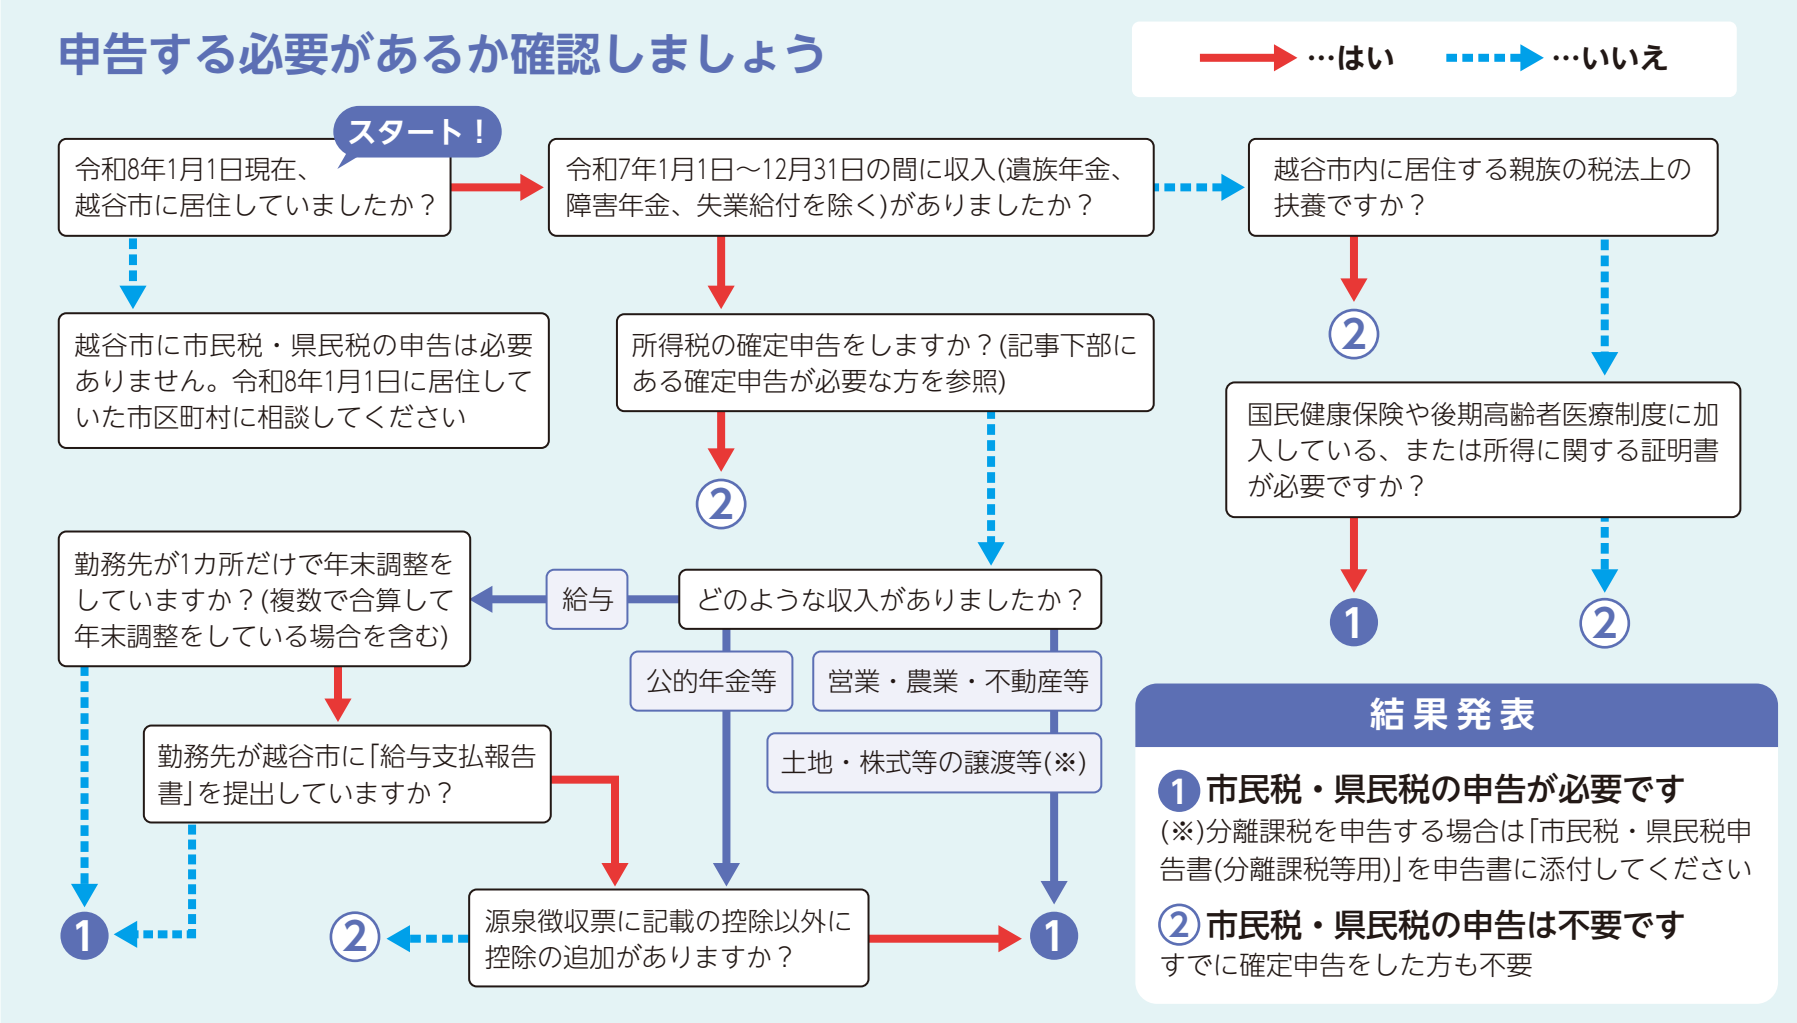 申告する必要があるか確認しましょう
…はい
…いいえ
スタート！
令和8年1月1日現在、
越谷市に居住していましたか？
令和7年1月1日～12月31日の間に収入(遺族年金、
障害年金、失業給付を除く)がありましたか？
越谷市内に居住する親族の税法上の
扶養ですか？
越谷市に市民税・県民税の申告は必要
ありません。令和8年1月1日に居住して
いた市区町村に相談してください
所得税の確定申告をしますか？(記事下部に
ある確定申告が必要な方を参照)
②
②
国民健康保険や後期高齢者医療制度に加
入している、または所得に関する証明書
が必要ですか？
❶
②
勤務先が1カ所だけで年末調整を
していますか？(複数で合算して
年末調整をしている場合を含む)
給与
どのような収入がありましたか？
公的年金等
営業・農業・不動産等
土地・株式等の譲渡等(※)
勤務先が越谷市に「給与支払報告
書」を提出していますか？
❶
②
源泉徴収票に記載の控除以外に
控除の追加がありますか？
❶
結果発表
❶市民税・県民税の申告が必要です
(※)分離課税を申告する場合は「市民税・県民税申
告書(分離課税等用)」を申告書に添付してください
②市民税・県民税の申告は不要です
すでに確定申告をした方も不要